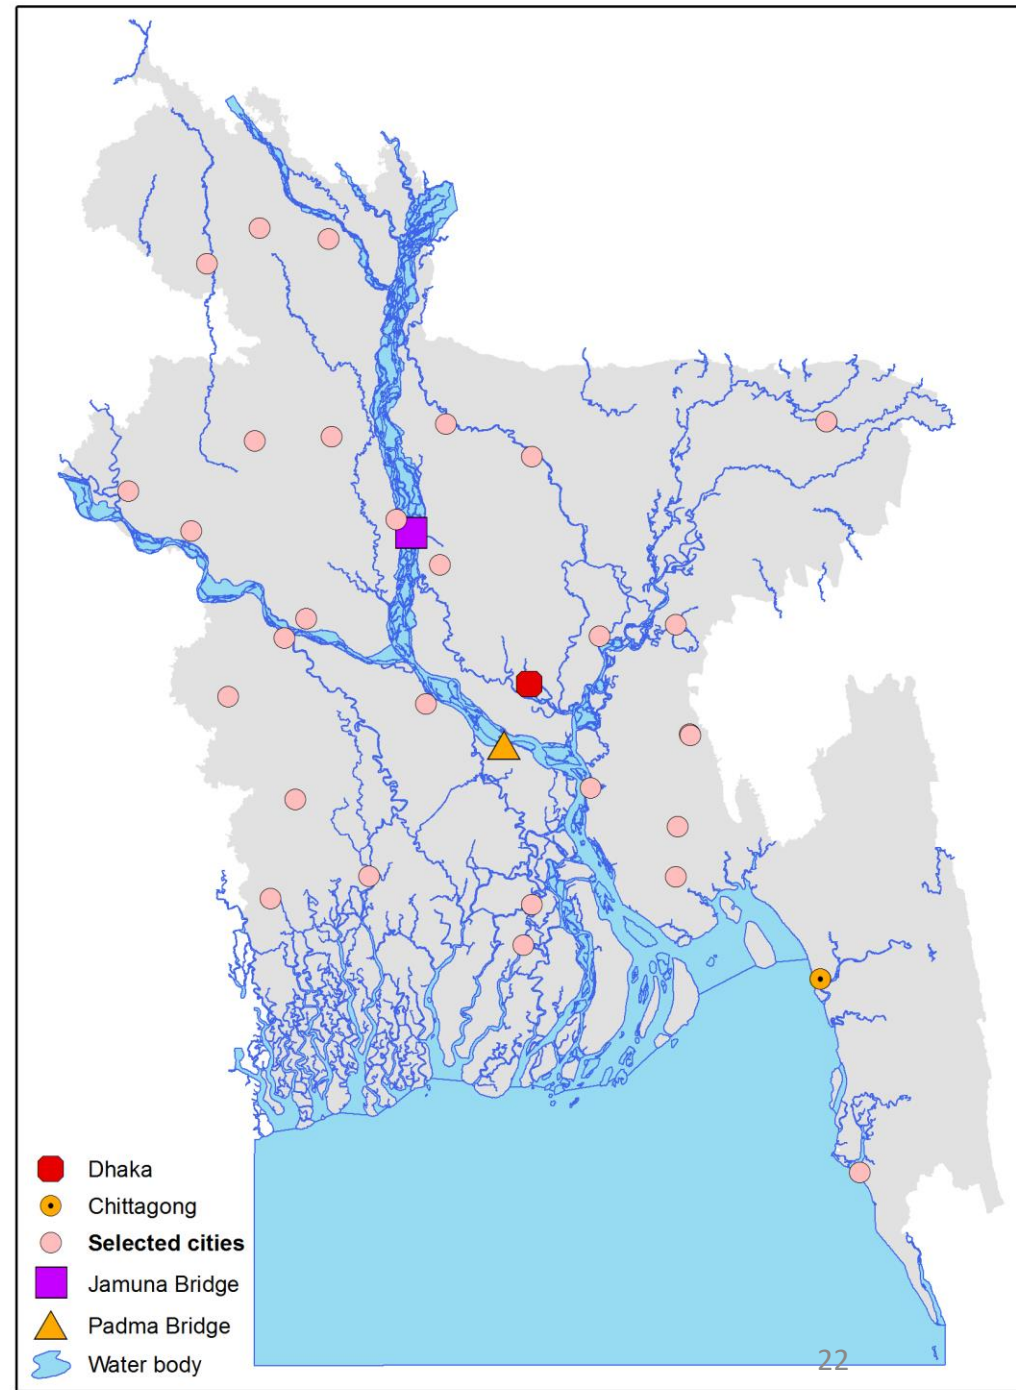 Dhaka
Chittagong
Selected cities
Jamuna Bridge
Padma Bridge
Water body
22